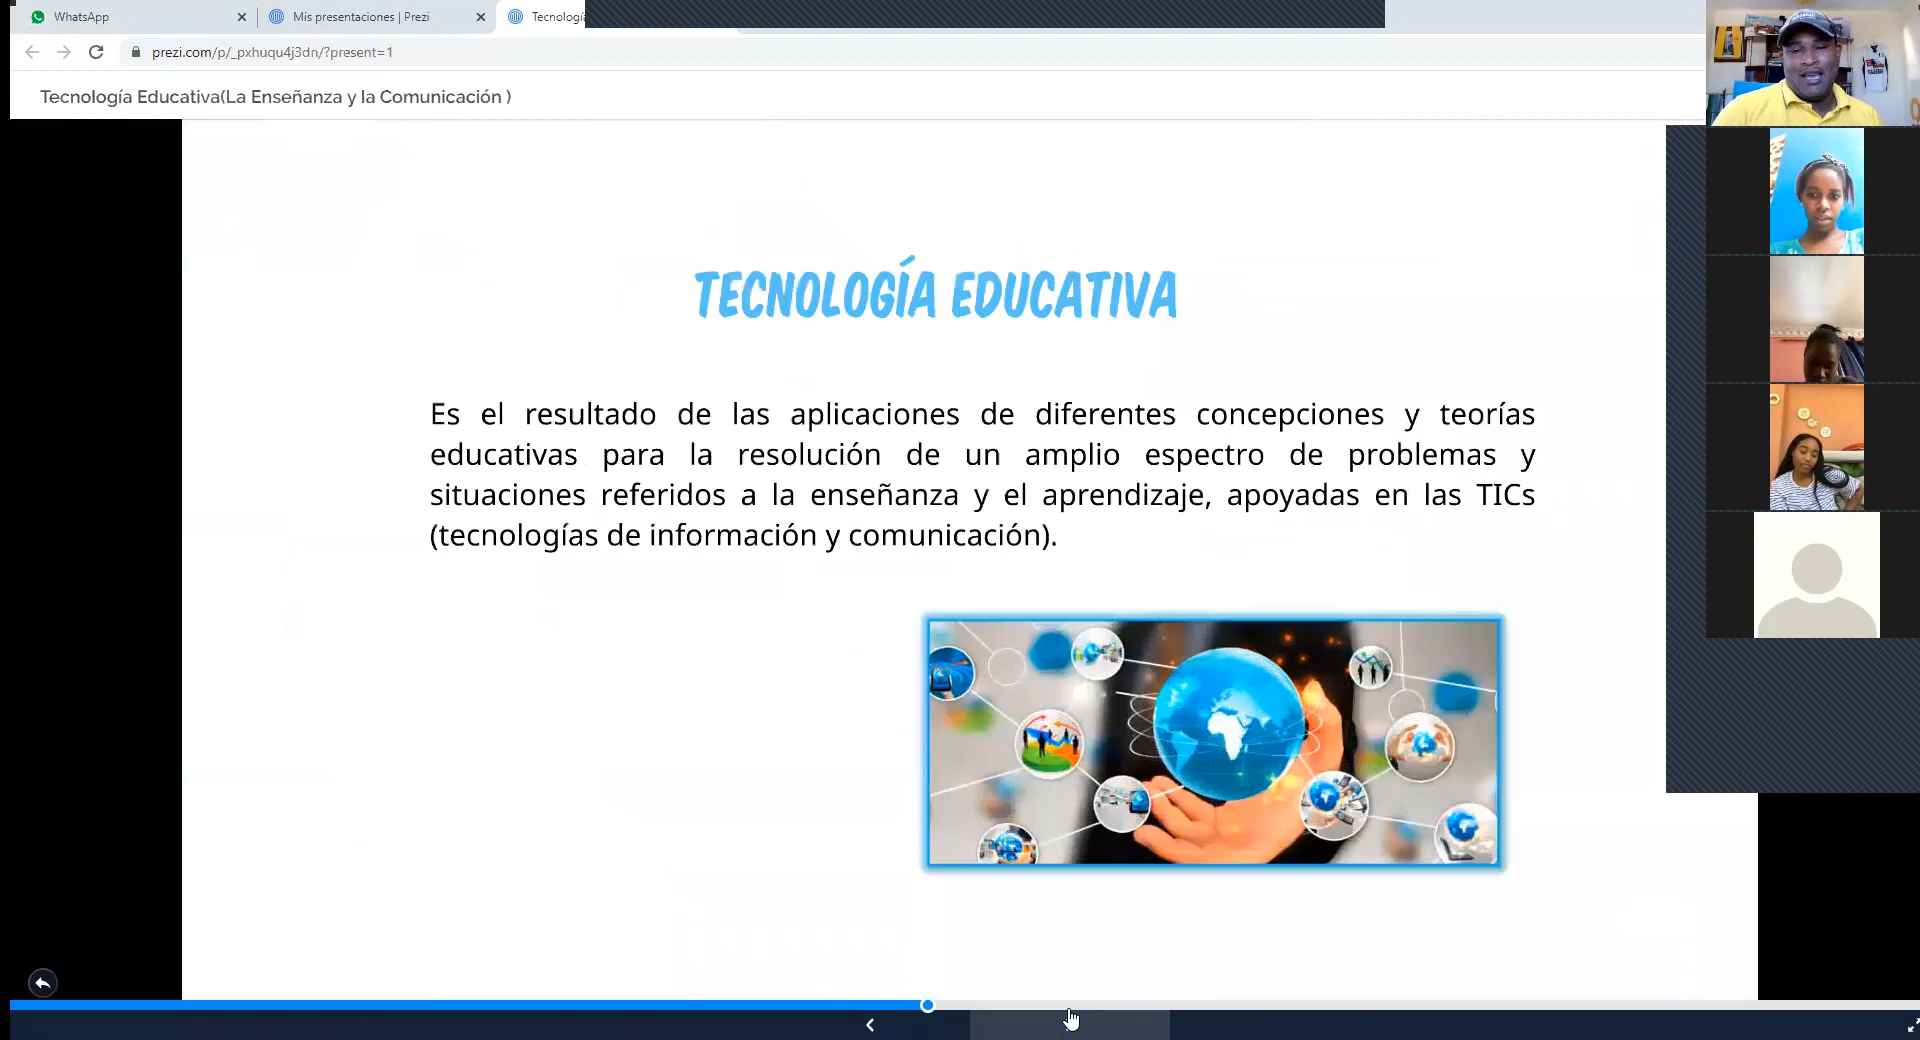 WhatsApp
Mis presentaciones | Prezi
Tecnología
prezi.com/p/_pxhuqu4j3dn/?present=1
Tecnología Educativa(La Enseñanza y la Comunicación )
TECNOLOGÍA EDUCATIVA
Es el resultado de las aplicaciones de diferentes concepciones y teorías
educativas para la resolución de un amplio espectro de problemas y
situaciones referidos a la enseñanza y el aprendizaje, apoyadas en las TICs
(tecnologías de información y comunicación).